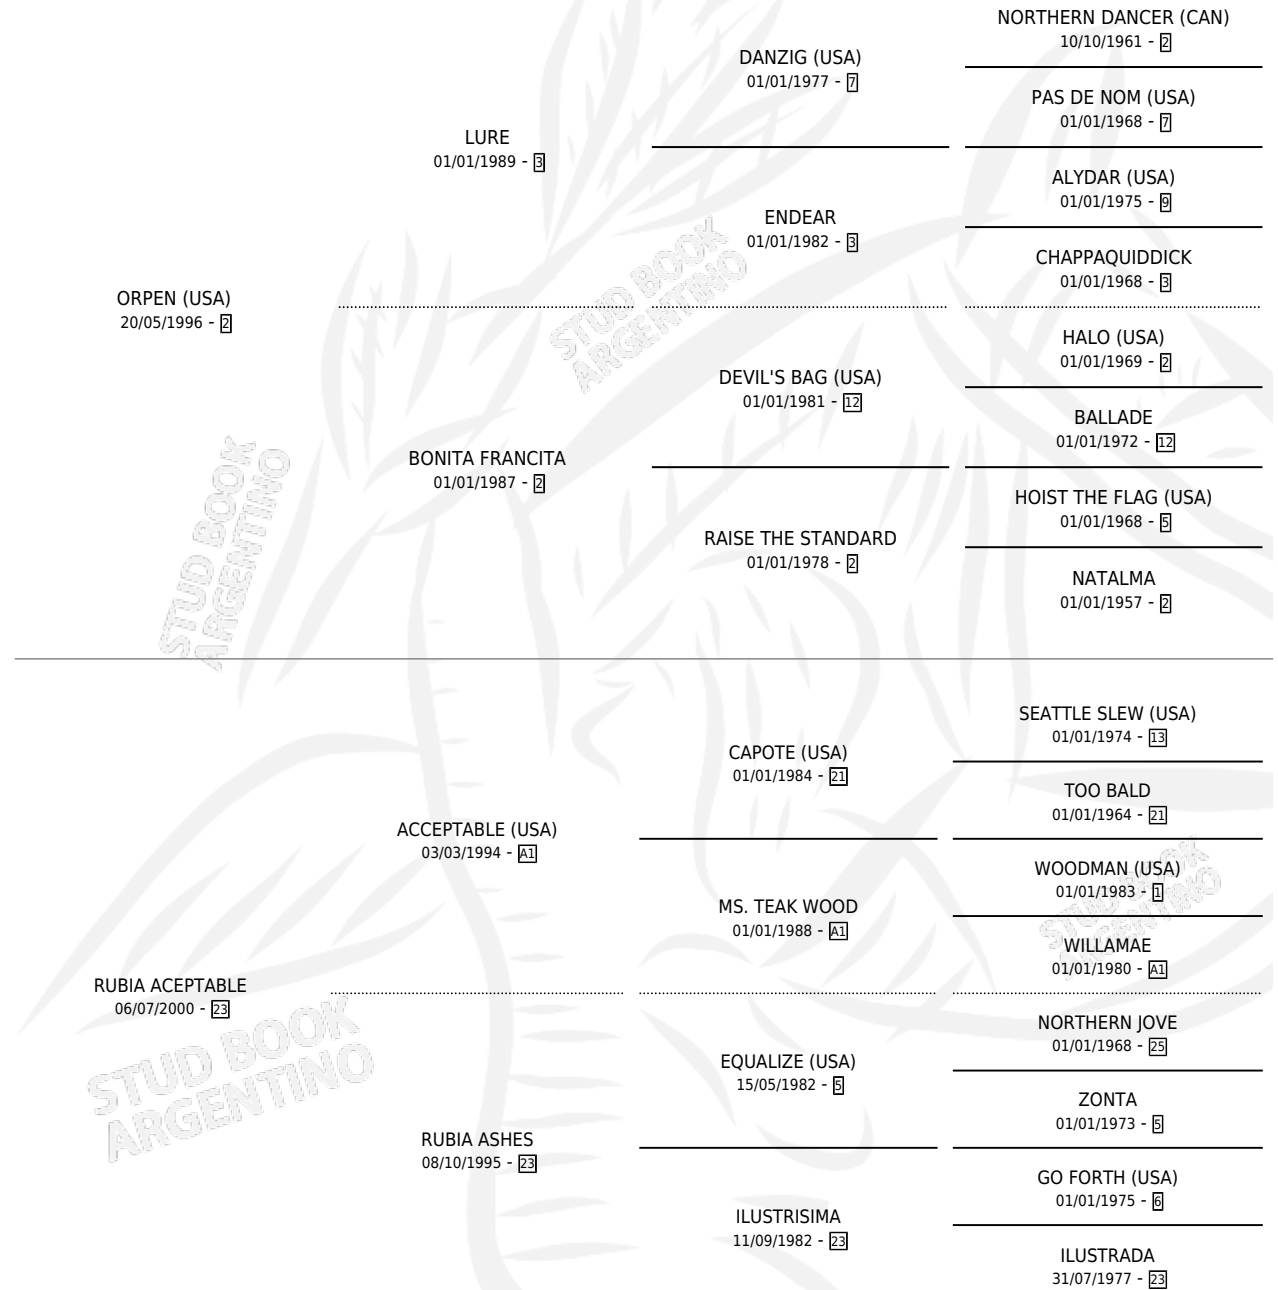 NORTHERN DANCER (CAN)
10/10/1961 - 2
DANZIG (USA)
01/01/1977 - 7
PAS DE NOM (USA)
01/01/1968 - 7
LURE
01/01/1989 - 3
ALYDAR (USA)
01/01/1975 - 9
ENDEAR
01/01/1982 - 3
CHAPPAQUIDDICK
01/01/1968 - 3
ORPEN (USA)
20/05/1996 - 2
HALO (USA)
01/01/1969 - 2
DEVIL'S BAG (USA)
01/01/1981 - 12
BALLADE
01/01/1972 - 12
BONITA FRANCITA
01/01/1987 - 2
HOIST THE FLAG (USA)
01/01/1968 - 5
RAISE THE STANDARD
01/01/1978 - 2
NATALMA
01/01/1957 - 2
STUD BOOK
ARGENTINO
STUD BOOK
ARGENTINO
SEATTLE SLEW (USA)
01/01/1974 - 13
CAPOTE (USA)
01/01/1984 - 21
TOO BALD
01/01/1964 - 21
ACCEPTABLE (USA)
03/03/1994 - A1
WOODMAN (USA)
01/01/1983 - 1
MS. TEAK WOOD
01/01/1988 - A1
WILLAMAE
01/01/1980 - A1
RUBIA ACEPTABLE
06/07/2000 - 23
NORTHERN JOVE
01/01/1968 - 25
EQUALIZE (USA)
15/05/1982 - 5
ZONTA
01/01/1973 - 5
RUBIA ASHES
08/10/1995 - 23
GO FORTH (USA)
01/01/1975 - 6
ILUSTRISIMA
11/09/1982 - 23
ILUSTRADA
31/07/1977 - 23
STUD BOOK
ARGENTINO
STUD BOOK
ARGENTINO